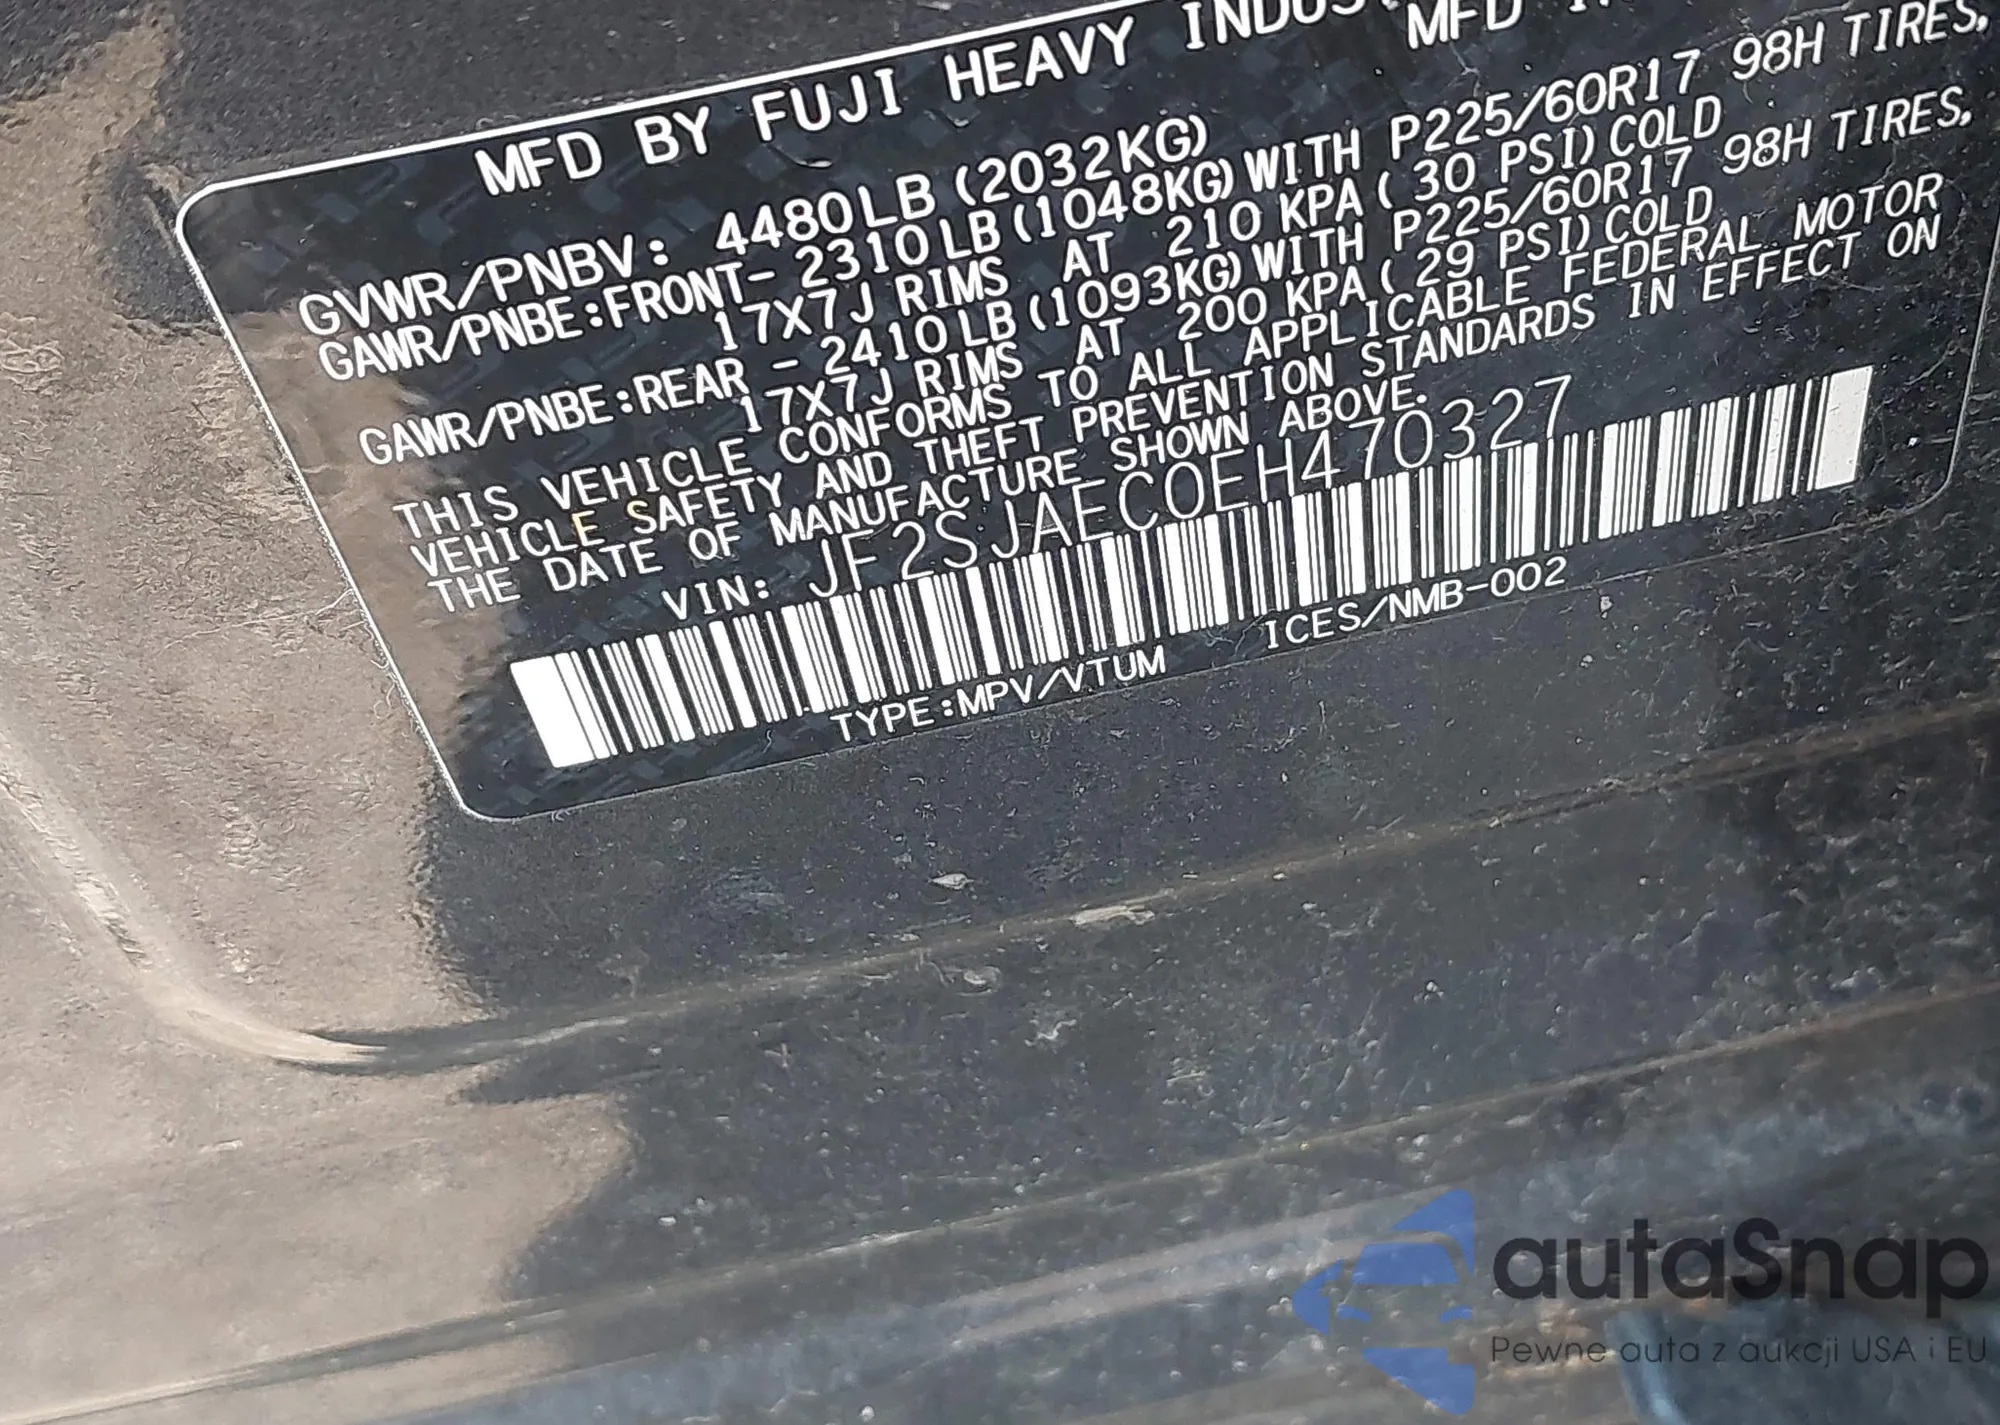 MFD BY FUJI HEAVY
MFD
GVWR/PNBV: 4480LB (2032KG)
GAWR/PNBE:FRONT- 2310LB (1048KG) WITH P225/60R17 98H TIRES,
17X7J RIMS AT 210 KPA ( 30 PSI) COLD
GAWR/PNBE:REAR - 2410LB (1093KG) WITH P225/60R17 98H TIRES,
17X7J RIMS AT 200 KPA ( 29 PSI) COLD
THIS VEHICLE CONFORMS TO ALL APPLICABLE FEDERAL MOTOR
VEHICLE SAFETY AND THEFT PREVENTION STANDARDS IN EFFECT ON
THE DATE OF MANUFACTURE SHOWN ABOVE.
VIN: JF2SJAEC0EH470327
TYPE:MPV/VTUM ICES/NMB-002
autaSnap
Pewne auta z aukcji USA i EU